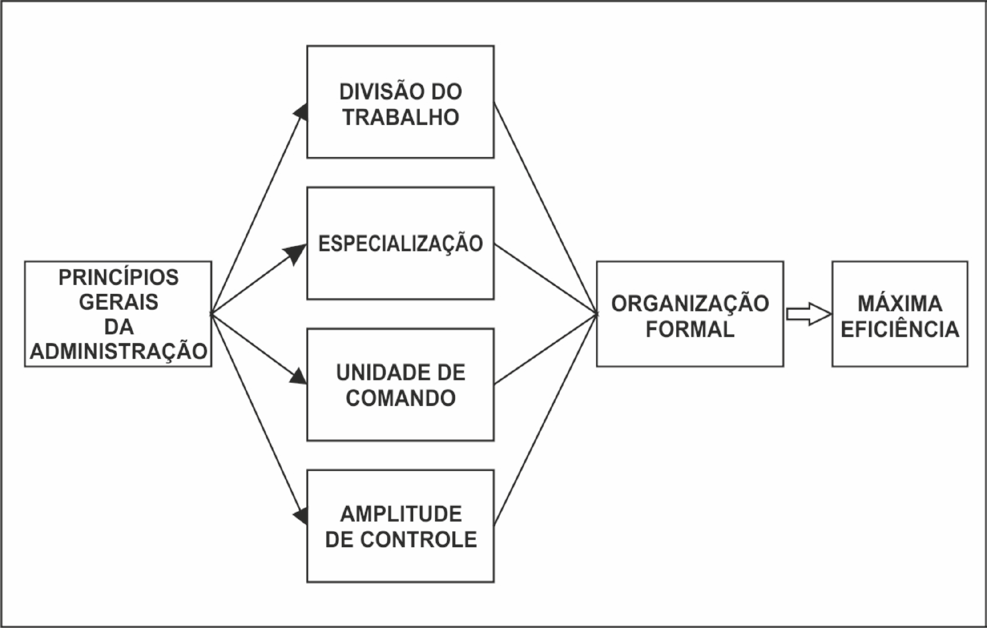 PRINCÍPIOS
GERAIS
DA
ADMINISTRAÇÃO
DIVISÃO DO
TRABALHO
ESPECIALIZAÇÃO
UNIDADE DE
COMANDO
AMPLITUDE
DE CONTROLE
ORGANIZAÇÃO
FORMAL
MÁXIMA
EFICIÊNCIA